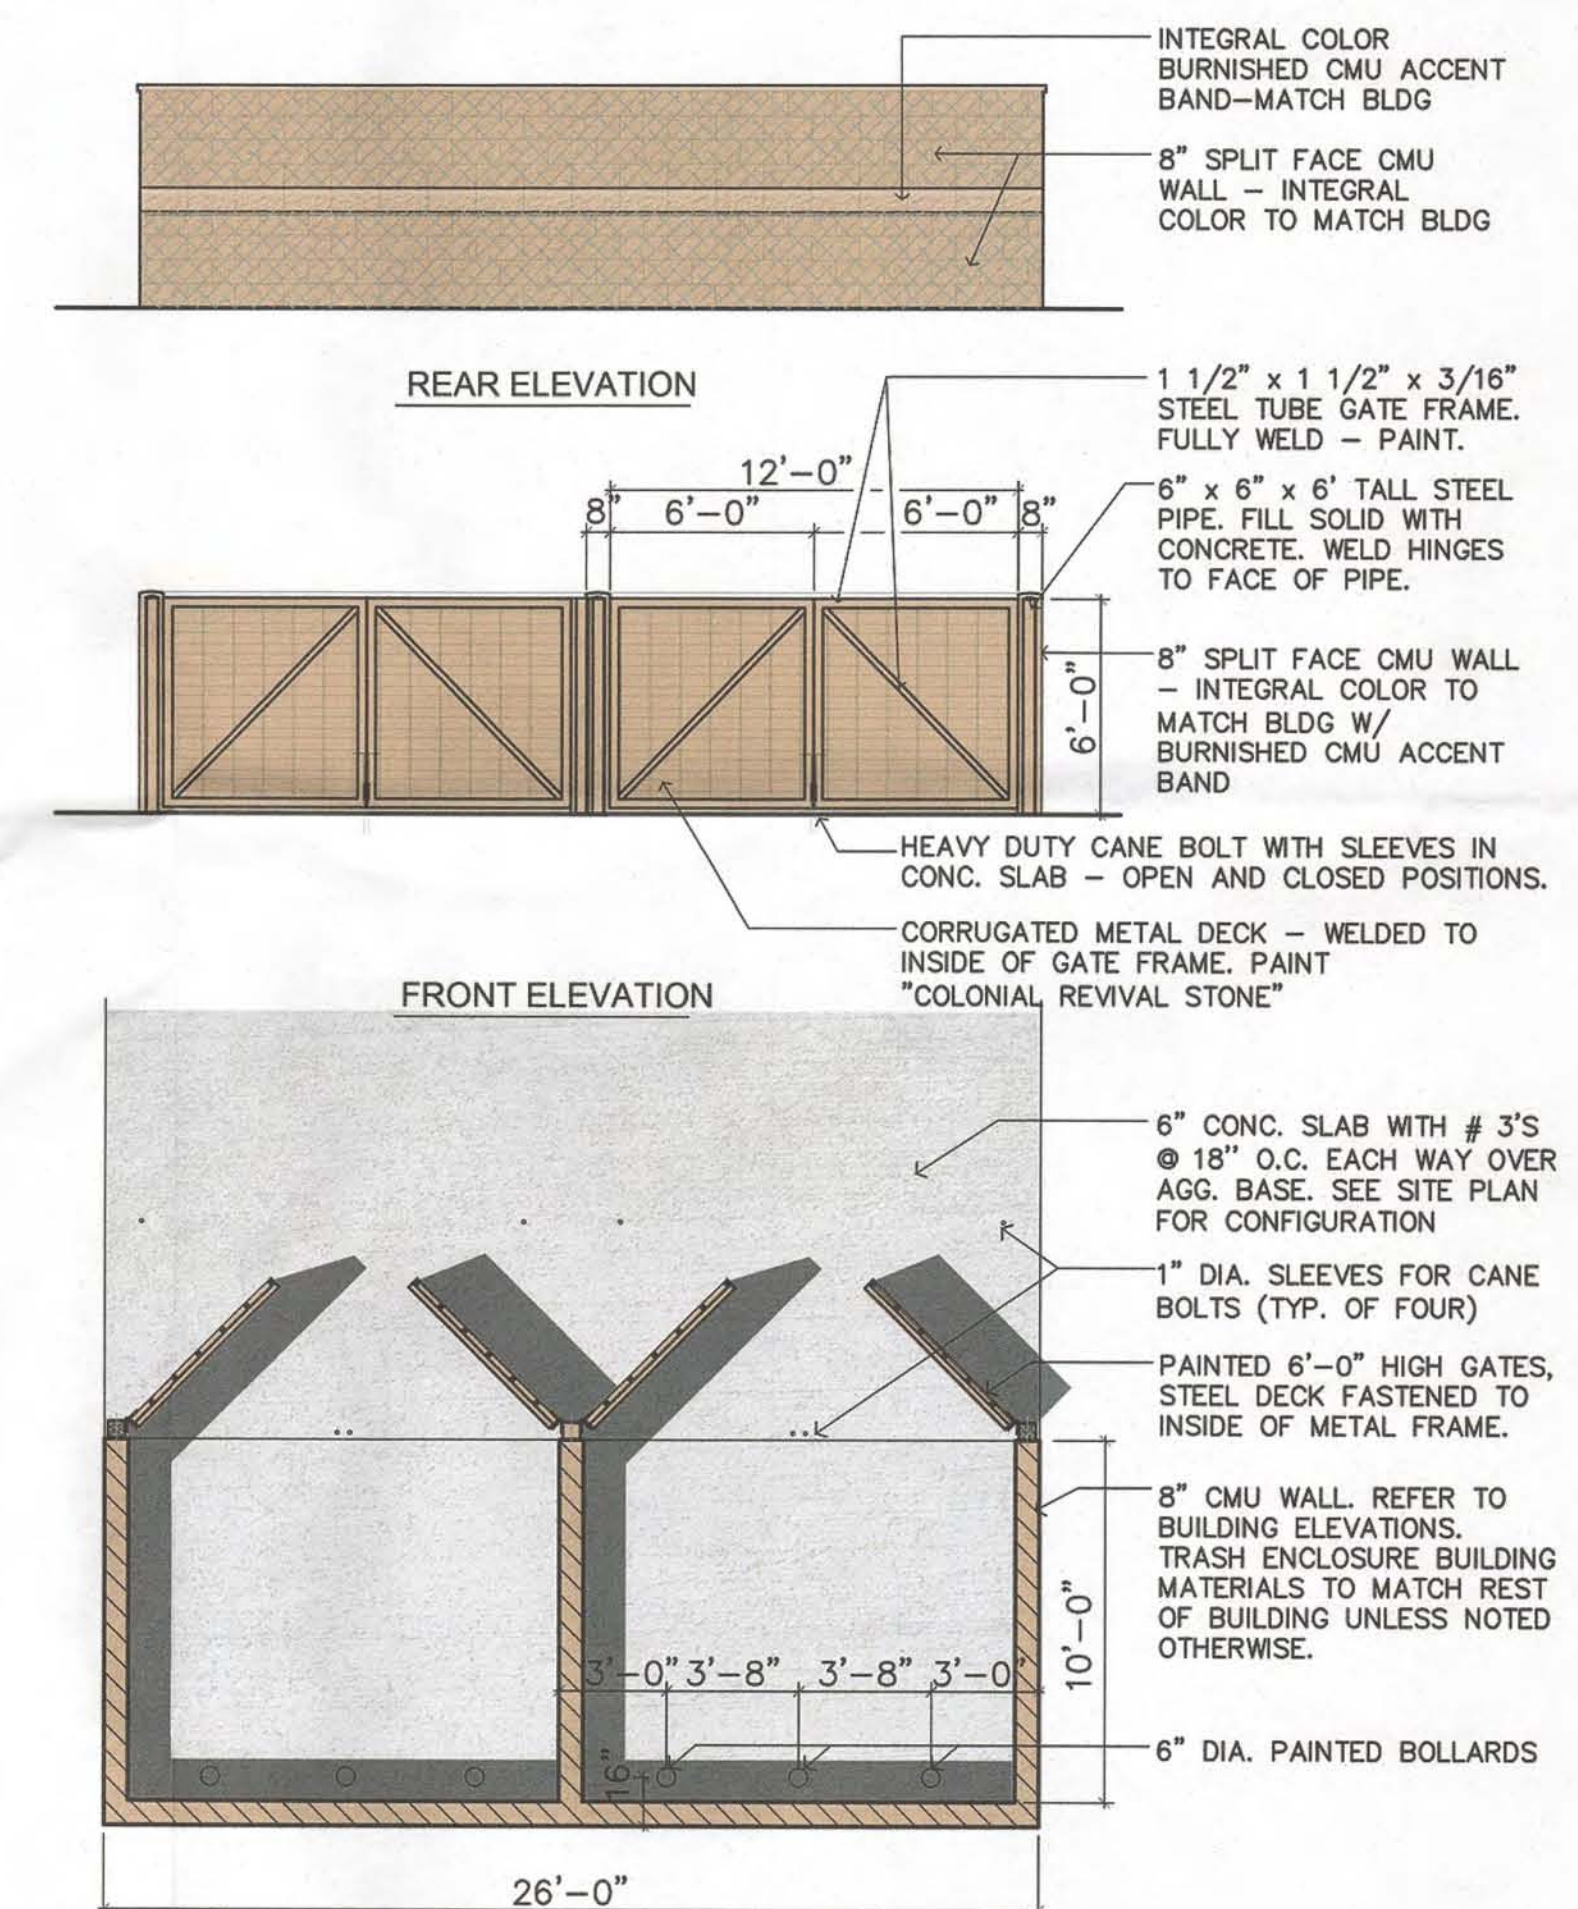 INTEGRAL COLOR
BURNISHED CMU ACCENT
BAND-MATCH BLDG
8" SPLIT FACE CMU
WALL - INTEGRAL
COLOR TO MATCH BLDG
REAR ELEVATION
1 1/2" x 1 1/2" x 3/16"
STEEL TUBE GATE FRAME.
FULLY WELD - PAINT.
12'-0"
8" 6'-0" 6'-0" 8"
6" x 6" x 6' TALL STEEL
PIPE. FILL SOLID WITH
CONCRETE. WELD HINGES
TO FACE OF PIPE.
6'-0"
8" SPLIT FACE CMU WALL
- INTEGRAL COLOR TO
MATCH BLDG W/
BURNISHED CMU ACCENT
BAND
HEAVY DUTY CANE BOLT WITH SLEEVES IN
CONC. SLAB - OPEN AND CLOSED POSITIONS.
CORRUGATED METAL DECK - WELDED TO
INSIDE OF GATE FRAME. PAINT
"COLONIAL REVIVAL STONE"
FRONT ELEVATION
6" CONC. SLAB WITH # 3'S
@ 18" O.C. EACH WAY OVER
AGG. BASE. SEE SITE PLAN
FOR CONFIGURATION
1" DIA. SLEEVES FOR CANE
BOLTS (TYP. OF FOUR)
PAINTED 6'-0" HIGH GATES,
STEEL DECK FASTENED TO
INSIDE OF METAL FRAME.
8" CMU WALL. REFER TO
BUILDING ELEVATIONS.
TRASH ENCLOSURE BUILDING
MATERIALS TO MATCH REST
OF BUILDING UNLESS NOTED
OTHERWISE.
10'-0"
3'-0" 3'-8" 3'-8" 3'-0"
16"
6" DIA. PAINTED BOLLARDS
26'-0"